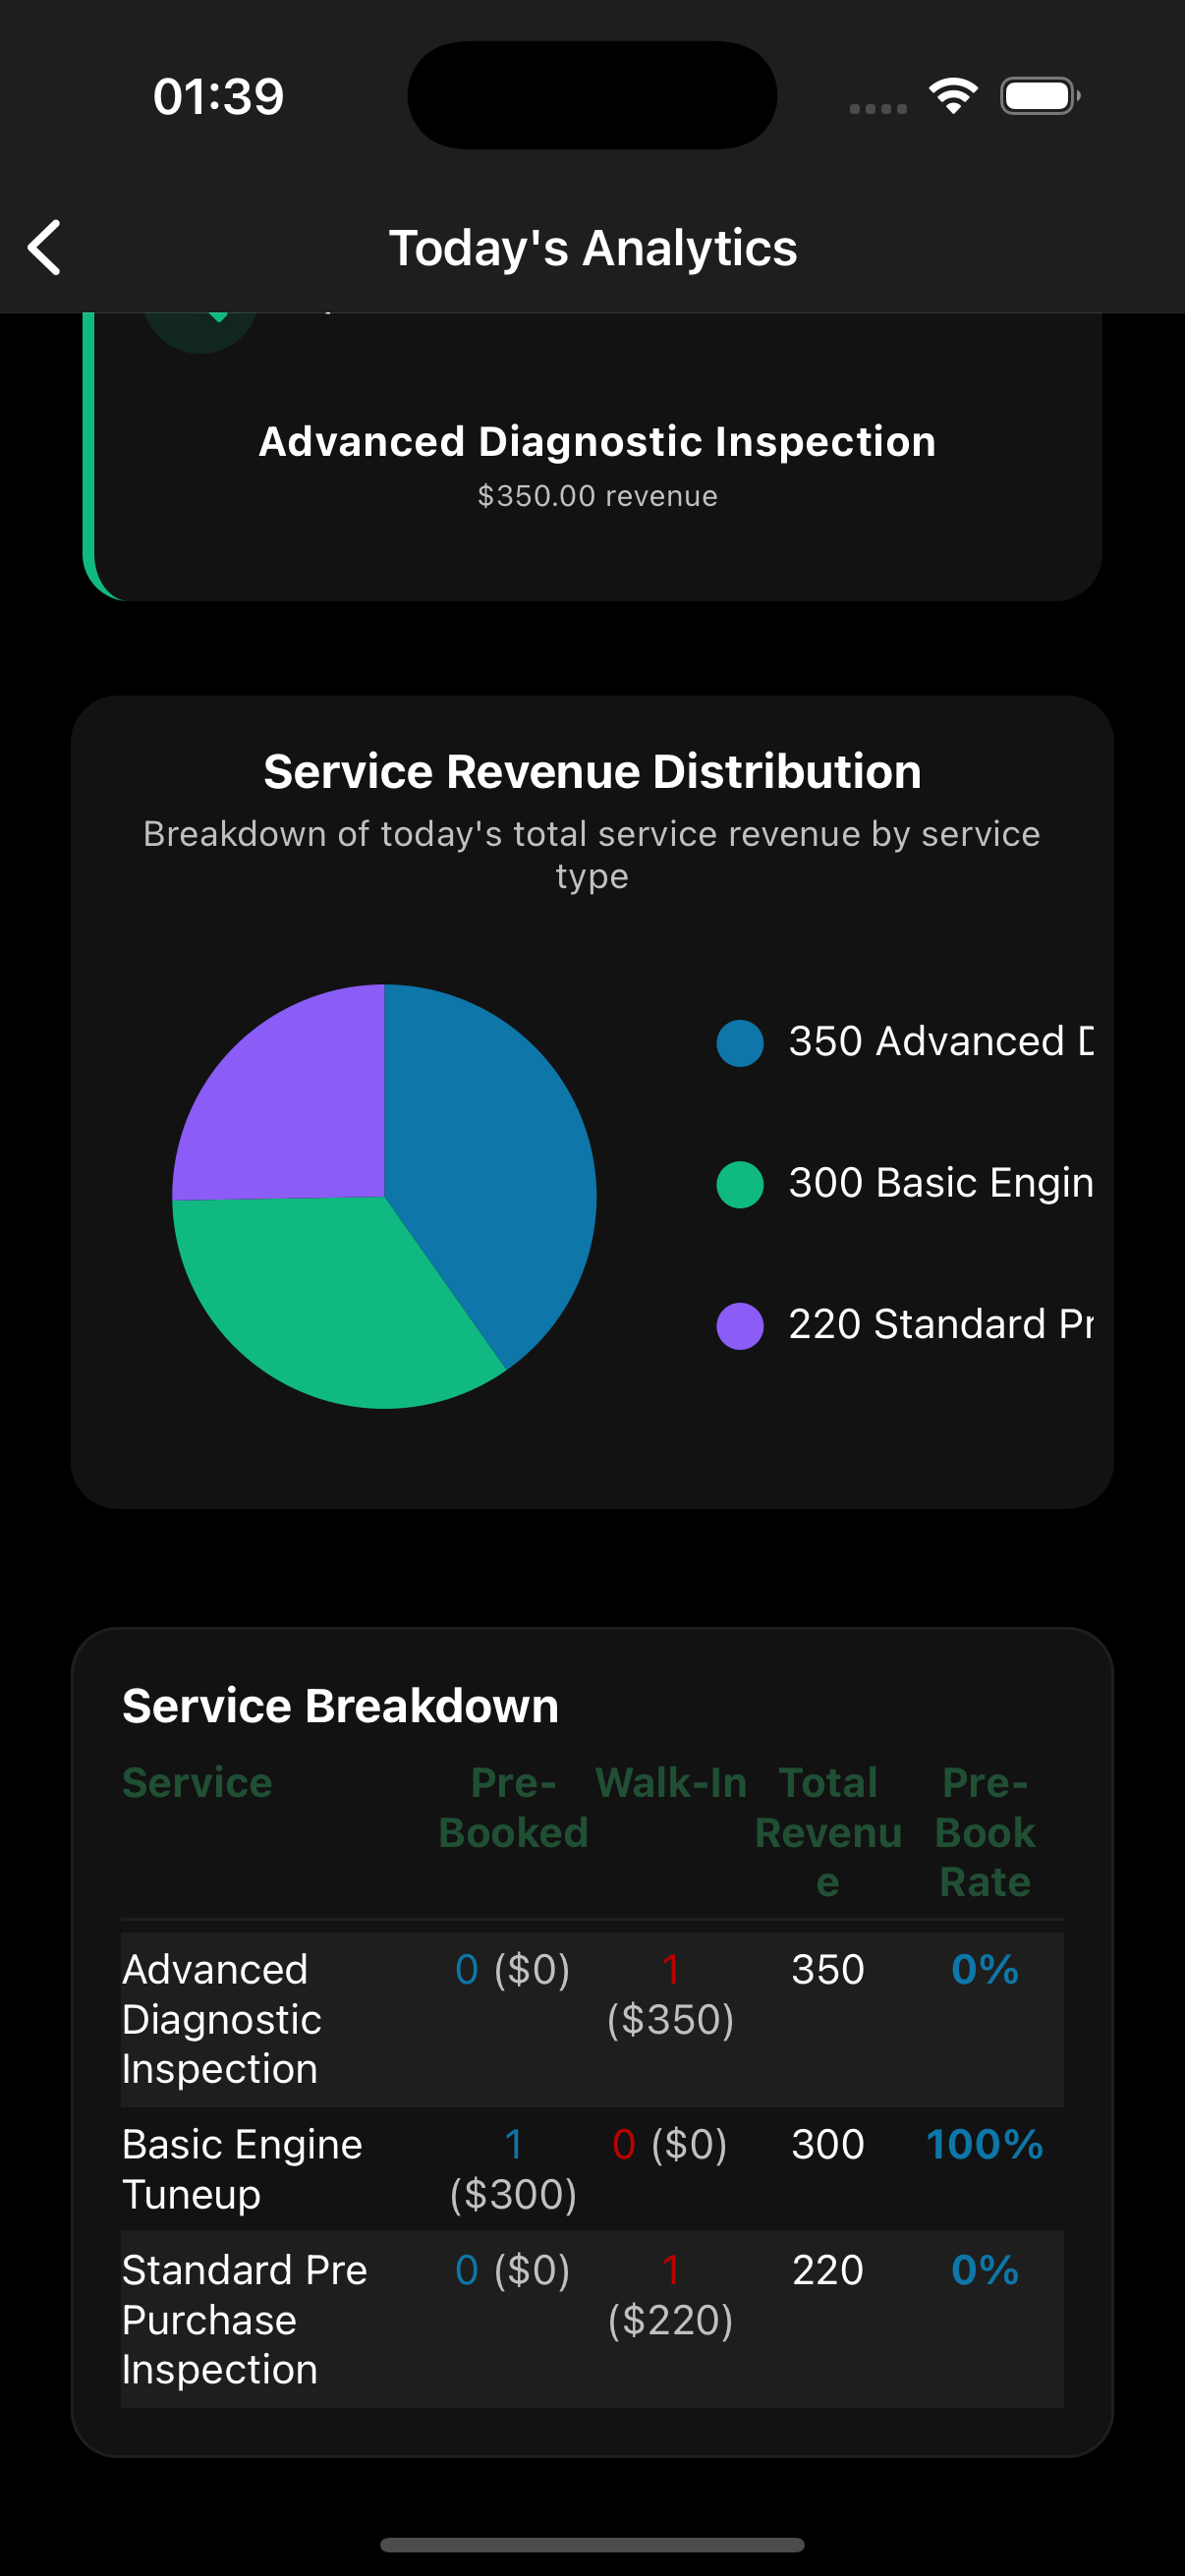 01:39
Today's Analytics
Advanced Diagnostic Inspection
$350.00 revenue
Service Revenue Distribution
Breakdown of today's total service revenue by service
type
350 Advanced
300 Basic Engin
220 Standard Pr
Service Breakdown
Service Pre-Booked Walk-In Total Revenue Pre-Book Rate
Advanced Diagnostic Inspection 0 ($0) 1 ($350) 350 0%
Basic Engine Tuneup 1 ($300) 0 ($0) 300 100%
Standard Pre Purchase Inspection 0 ($0) 1 ($220) 220 0%